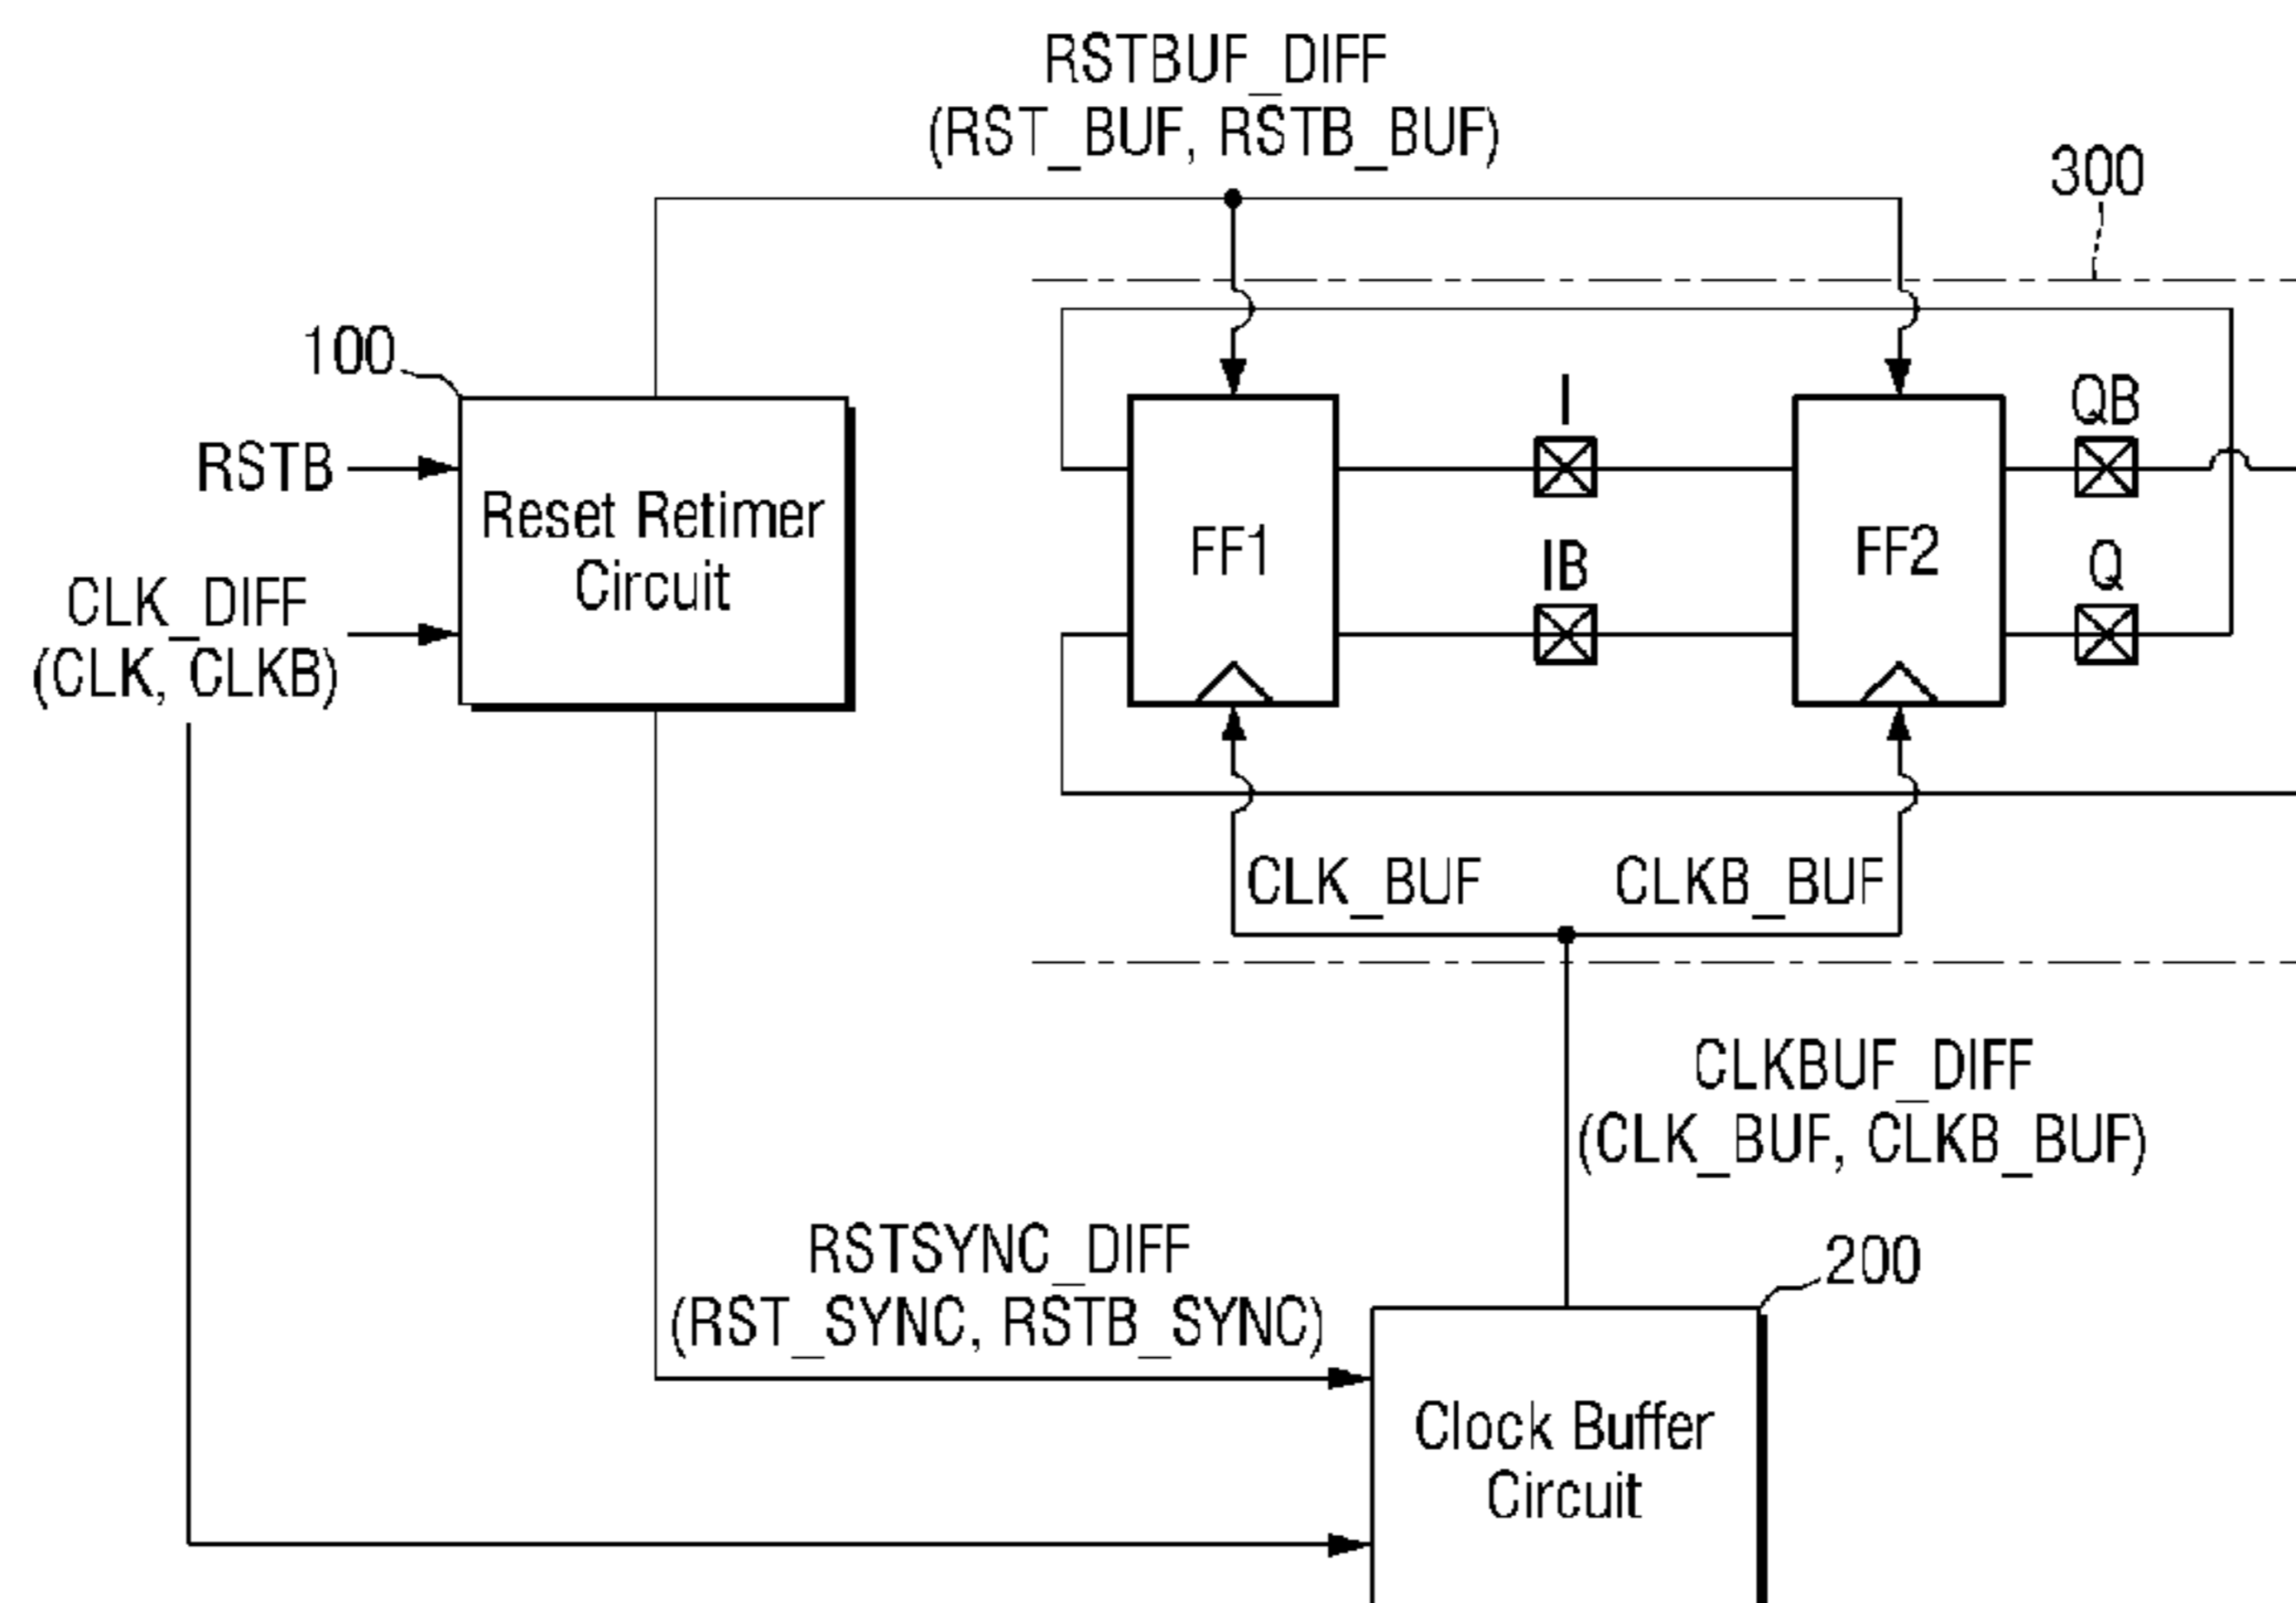 RSTBUF_DIFF
(RST_BUF, RSTB_BUF)
300
100
I
QB
RSTB
Reset Retimer
Circuit
FF1
IB
FF2
Q
CLK_DIFF
(CLK, CLKB)
CLK_BUF
CLKB_BUF
CLKBUF_DIFF
(CLK_BUF, CLKB_BUF)
RSTSYNC_DIFF
(RST_SYNC, RSTB_SYNC)
200
Clock Buffer
Circuit